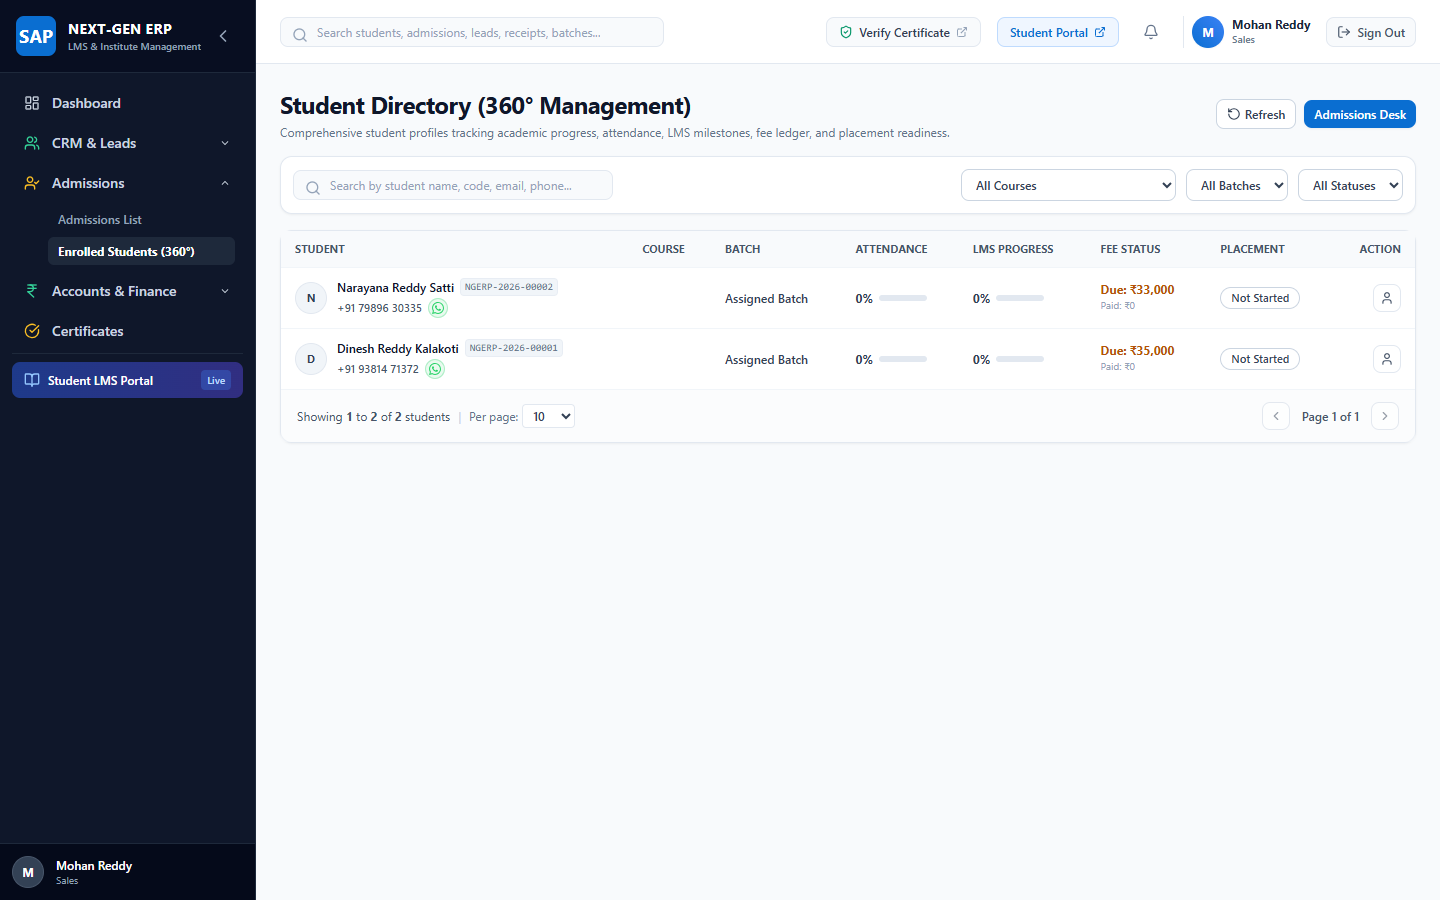 SAP
NEXT-GEN ERP
LMS & Institute Management
Dashboard
CRM & Leads
Admissions
Admissions List
Enrolled Students (360°)
Accounts & Finance
Certificates
Student LMS Portal
Live
M
Mohan Reddy
Sales
Search students, admissions, leads, receipts, batches...
Verify Certificate
Student Portal
M
Mohan Reddy
Sales
Sign Out
Student Directory (360° Management)
Comprehensive student profiles tracking academic progress, attendance, LMS milestones, fee ledger, and placement readiness.
Refresh
Admissions Desk
Search by student name, code, email, phone...
All Courses
All Batches
All Statuses
STUDENT COURSE BATCH ATTENDANCE LMS PROGRESS FEE STATUS PLACEMENT ACTION
N
Narayana Reddy Satti NGERP-2026-00002
+91 79896 30335
Assigned Batch
0%
0%
Due: ₹33,000
Paid: ₹0
Not Started
D
Dinesh Reddy Kalakoti NGERP-2026-00001
+91 93814 71372
Assigned Batch
0%
0%
Due: ₹35,000
Paid: ₹0
Not Started
Showing 1 to 2 of 2 students | Per page: 10
Page 1 of 1